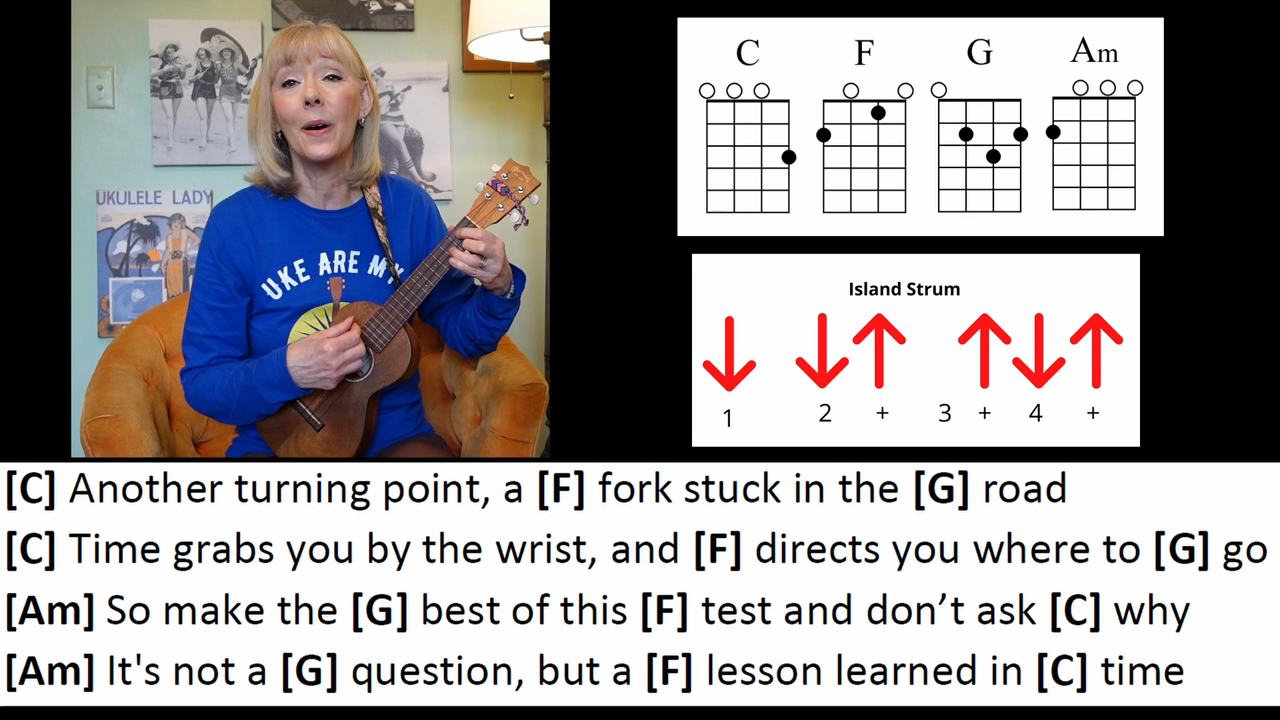 C F G Am
UKULELE LADY
UKE ARE MY
Island Strum
1 2 + 3 + 4 +
[C] Another turning point, a [F] fork stuck in the [G] road
[C] Time grabs you by the wrist, and [F] directs you where to [G] go
[Am] So make the [G] best of this [F] test and don’t ask [C] why
[Am] It's not a [G] question, but a [F] lesson learned in [C] time